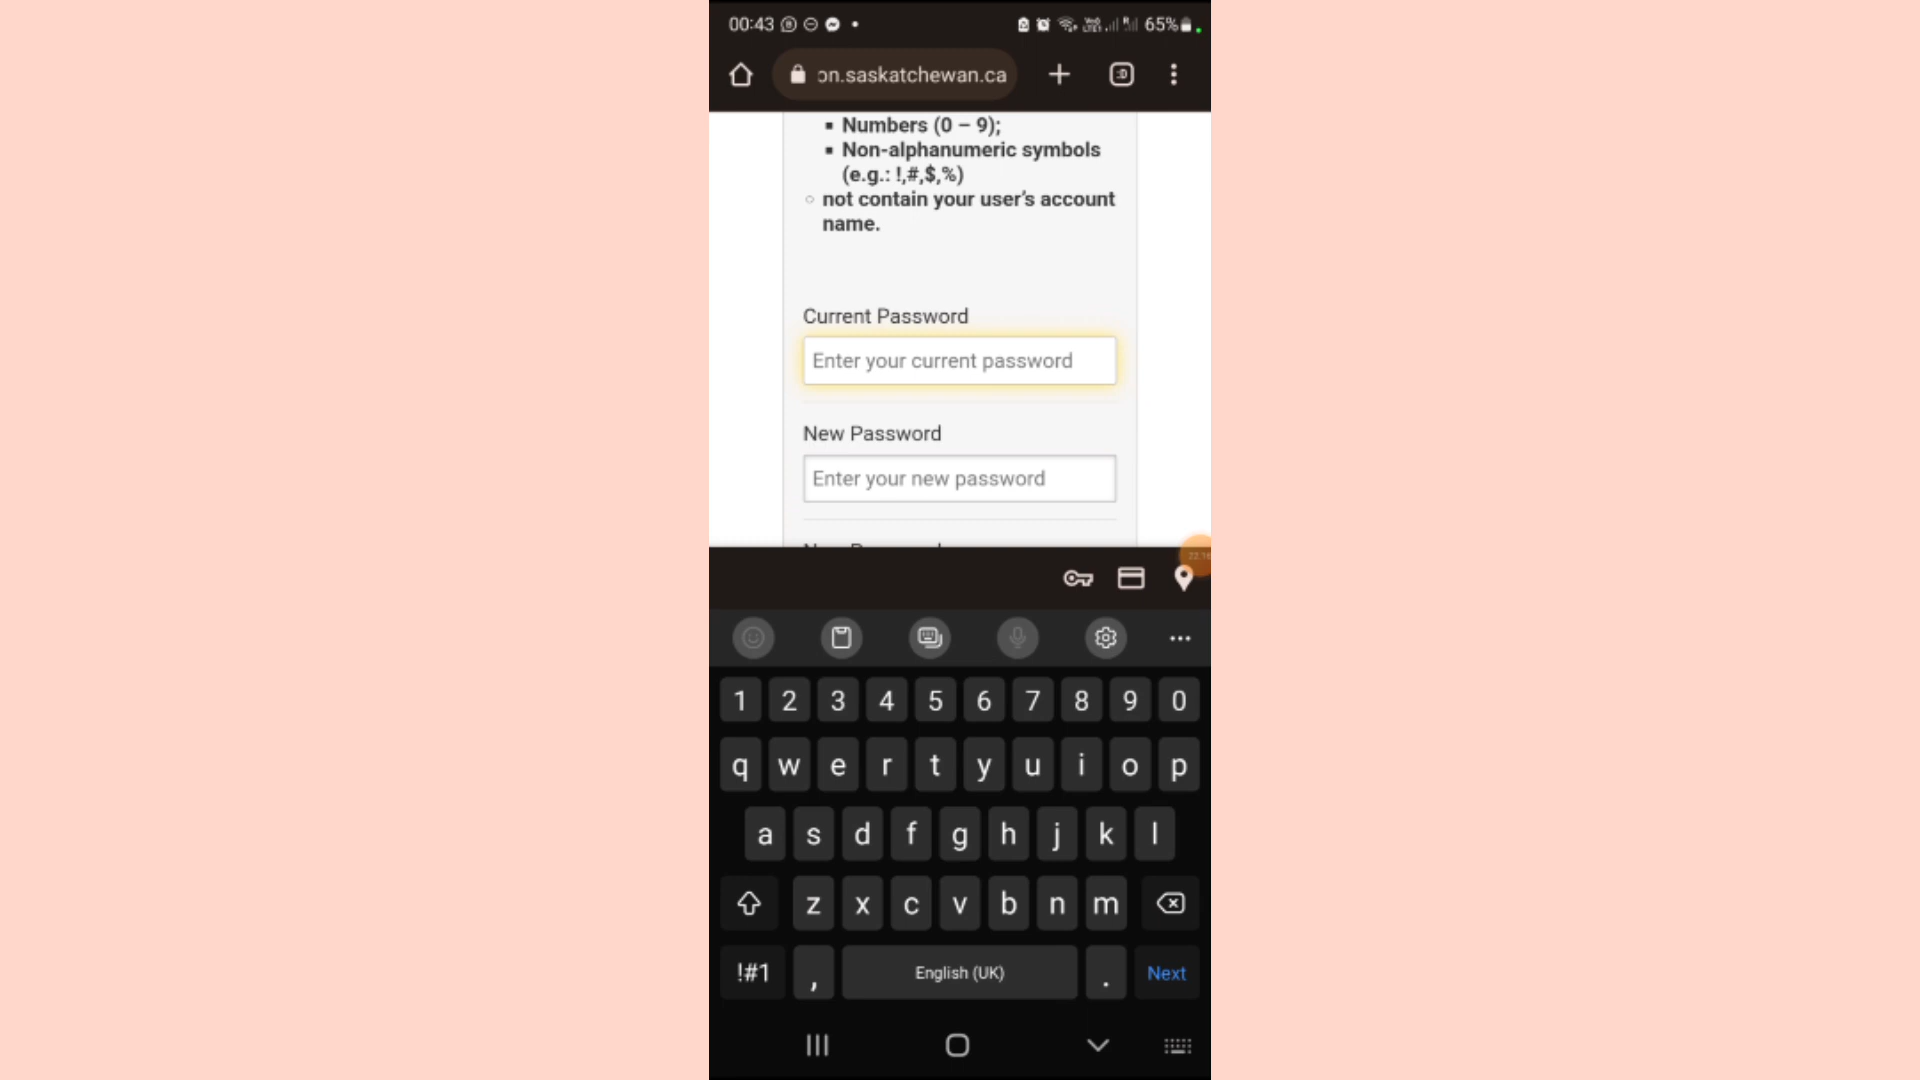 00:43
65%
on.saskatchewan.ca
:D
Numbers (0 – 9);
Non-alphanumeric symbols
(e.g.: !,#,$,%)
not contain your user's account
name.
Current Password
Enter your current password
New Password
Enter your new password
1 2 3 4 5 6 7 8 9 0
q w e r t y u i o p
a s d f g h j k l
z x c v b n m
!#1 , English (UK) . Next